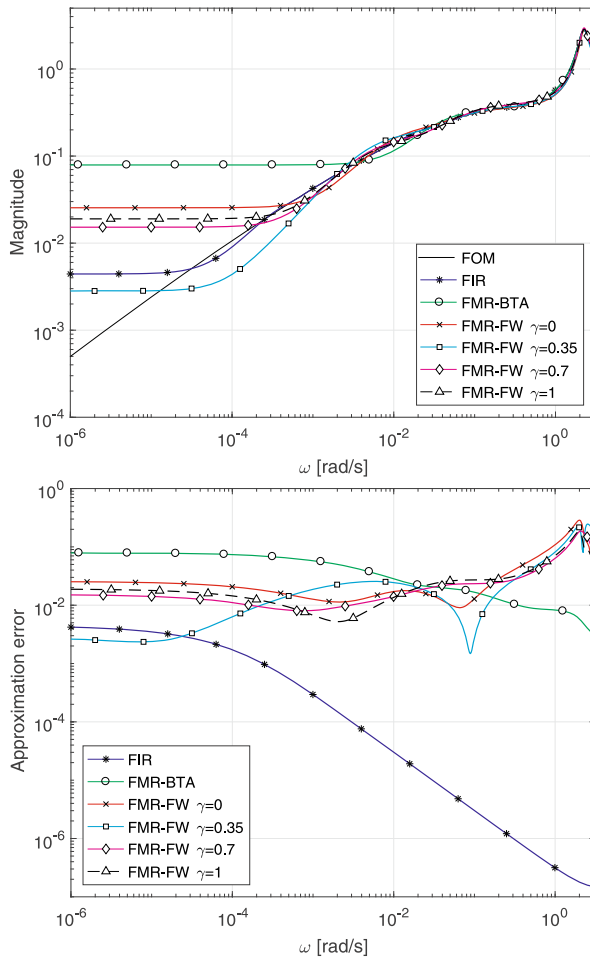 Magnitude
10^0
10^-1
10^-2
10^-3
10^-4
FOM
FIR
FMR-BTA
FMR-FW γ=0
FMR-FW γ=0.35
FMR-FW γ=0.7
FMR-FW γ=1
10^-6 10^-4 10^-2 10^0
ω [rad/s]
Approximation error
10^0
10^-2
10^-4
10^-6
FIR
FMR-BTA
FMR-FW γ=0
FMR-FW γ=0.35
FMR-FW γ=0.7
FMR-FW γ=1
10^-6 10^-4 10^-2 10^0
ω [rad/s]